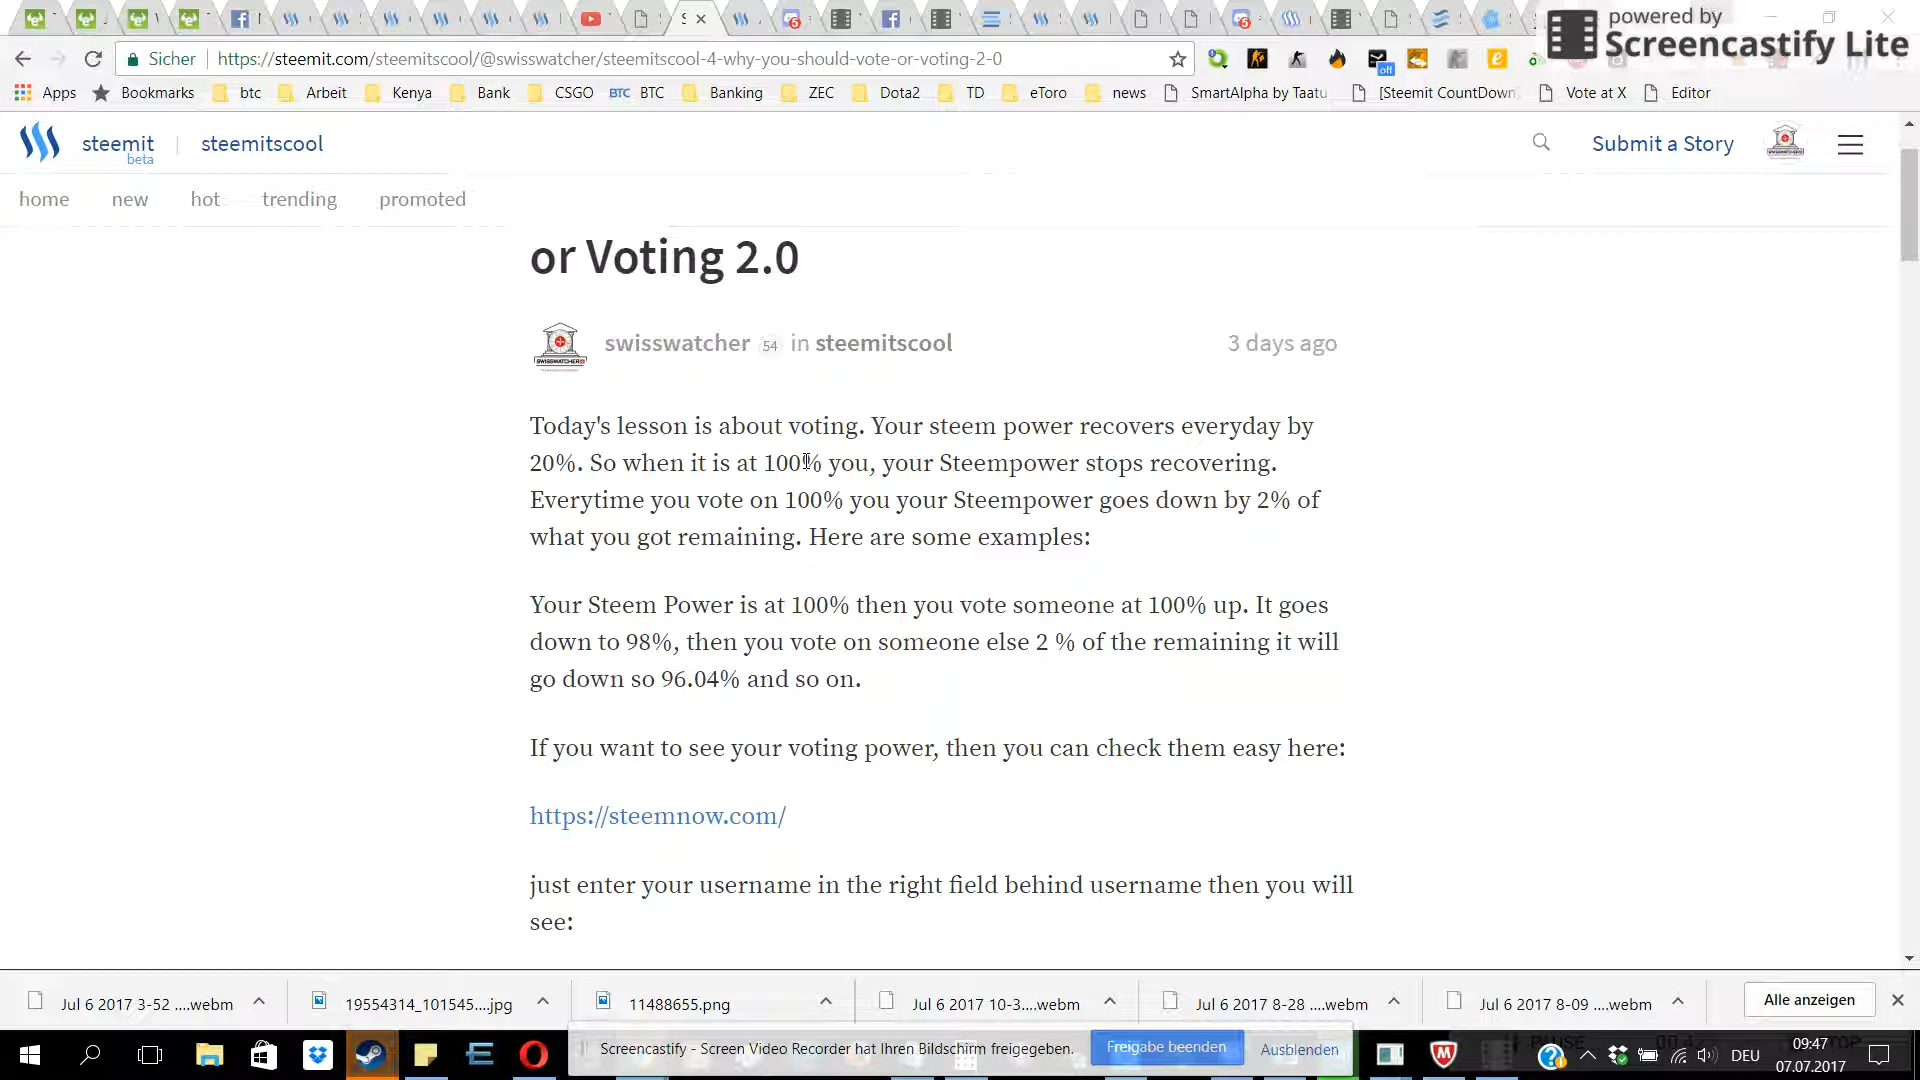 powered by
Screencastify Lite
Sicher
https://steemit.com/steemitscool/@swisswatcher/steemitscool-4-why-you-should-vote-or-voting-2-0
off
Apps Bookmarks btc Arbeit Kenya Bank CSGO BTC BTC Banking ZEC Dota2 TD eToro news SmartAlpha by Taatu [Steemit CountDown Vote at X Editor
steemit beta steemitscool Submit a Story
home new hot trending promoted
or Voting 2.0
swisswatcher 54 in steemitscool 3 days ago
Today's lesson is about voting. Your steem power recovers everyday by
20%. So when it is at 100% you, your Steempower stops recovering.
Everytime you vote on 100% you your Steempower goes down by 2% of
what you got remaining. Here are some examples:
Your Steem Power is at 100% then you vote someone at 100% up. It goes
down to 98%, then you vote on someone else 2 % of the remaining it will
go down so 96.04% and so on.
If you want to see your voting power, then you can check them easy here:
https://steemnow.com/
just enter your username in the right field behind username then you will
see:
Jul 6 2017 3-52 ....webm 19554314_101545....jpg 11488655.png Jul 6 2017 10-3....webm Jul 6 2017 8-28 ....webm Jul 6 2017 8-09 ....webm Alle anzeigen
Screencastify - Screen Video Recorder hat Ihren Bildschirm freigegeben. Freigabe beenden Ausblenden
DEU
09:47
07.07.2017